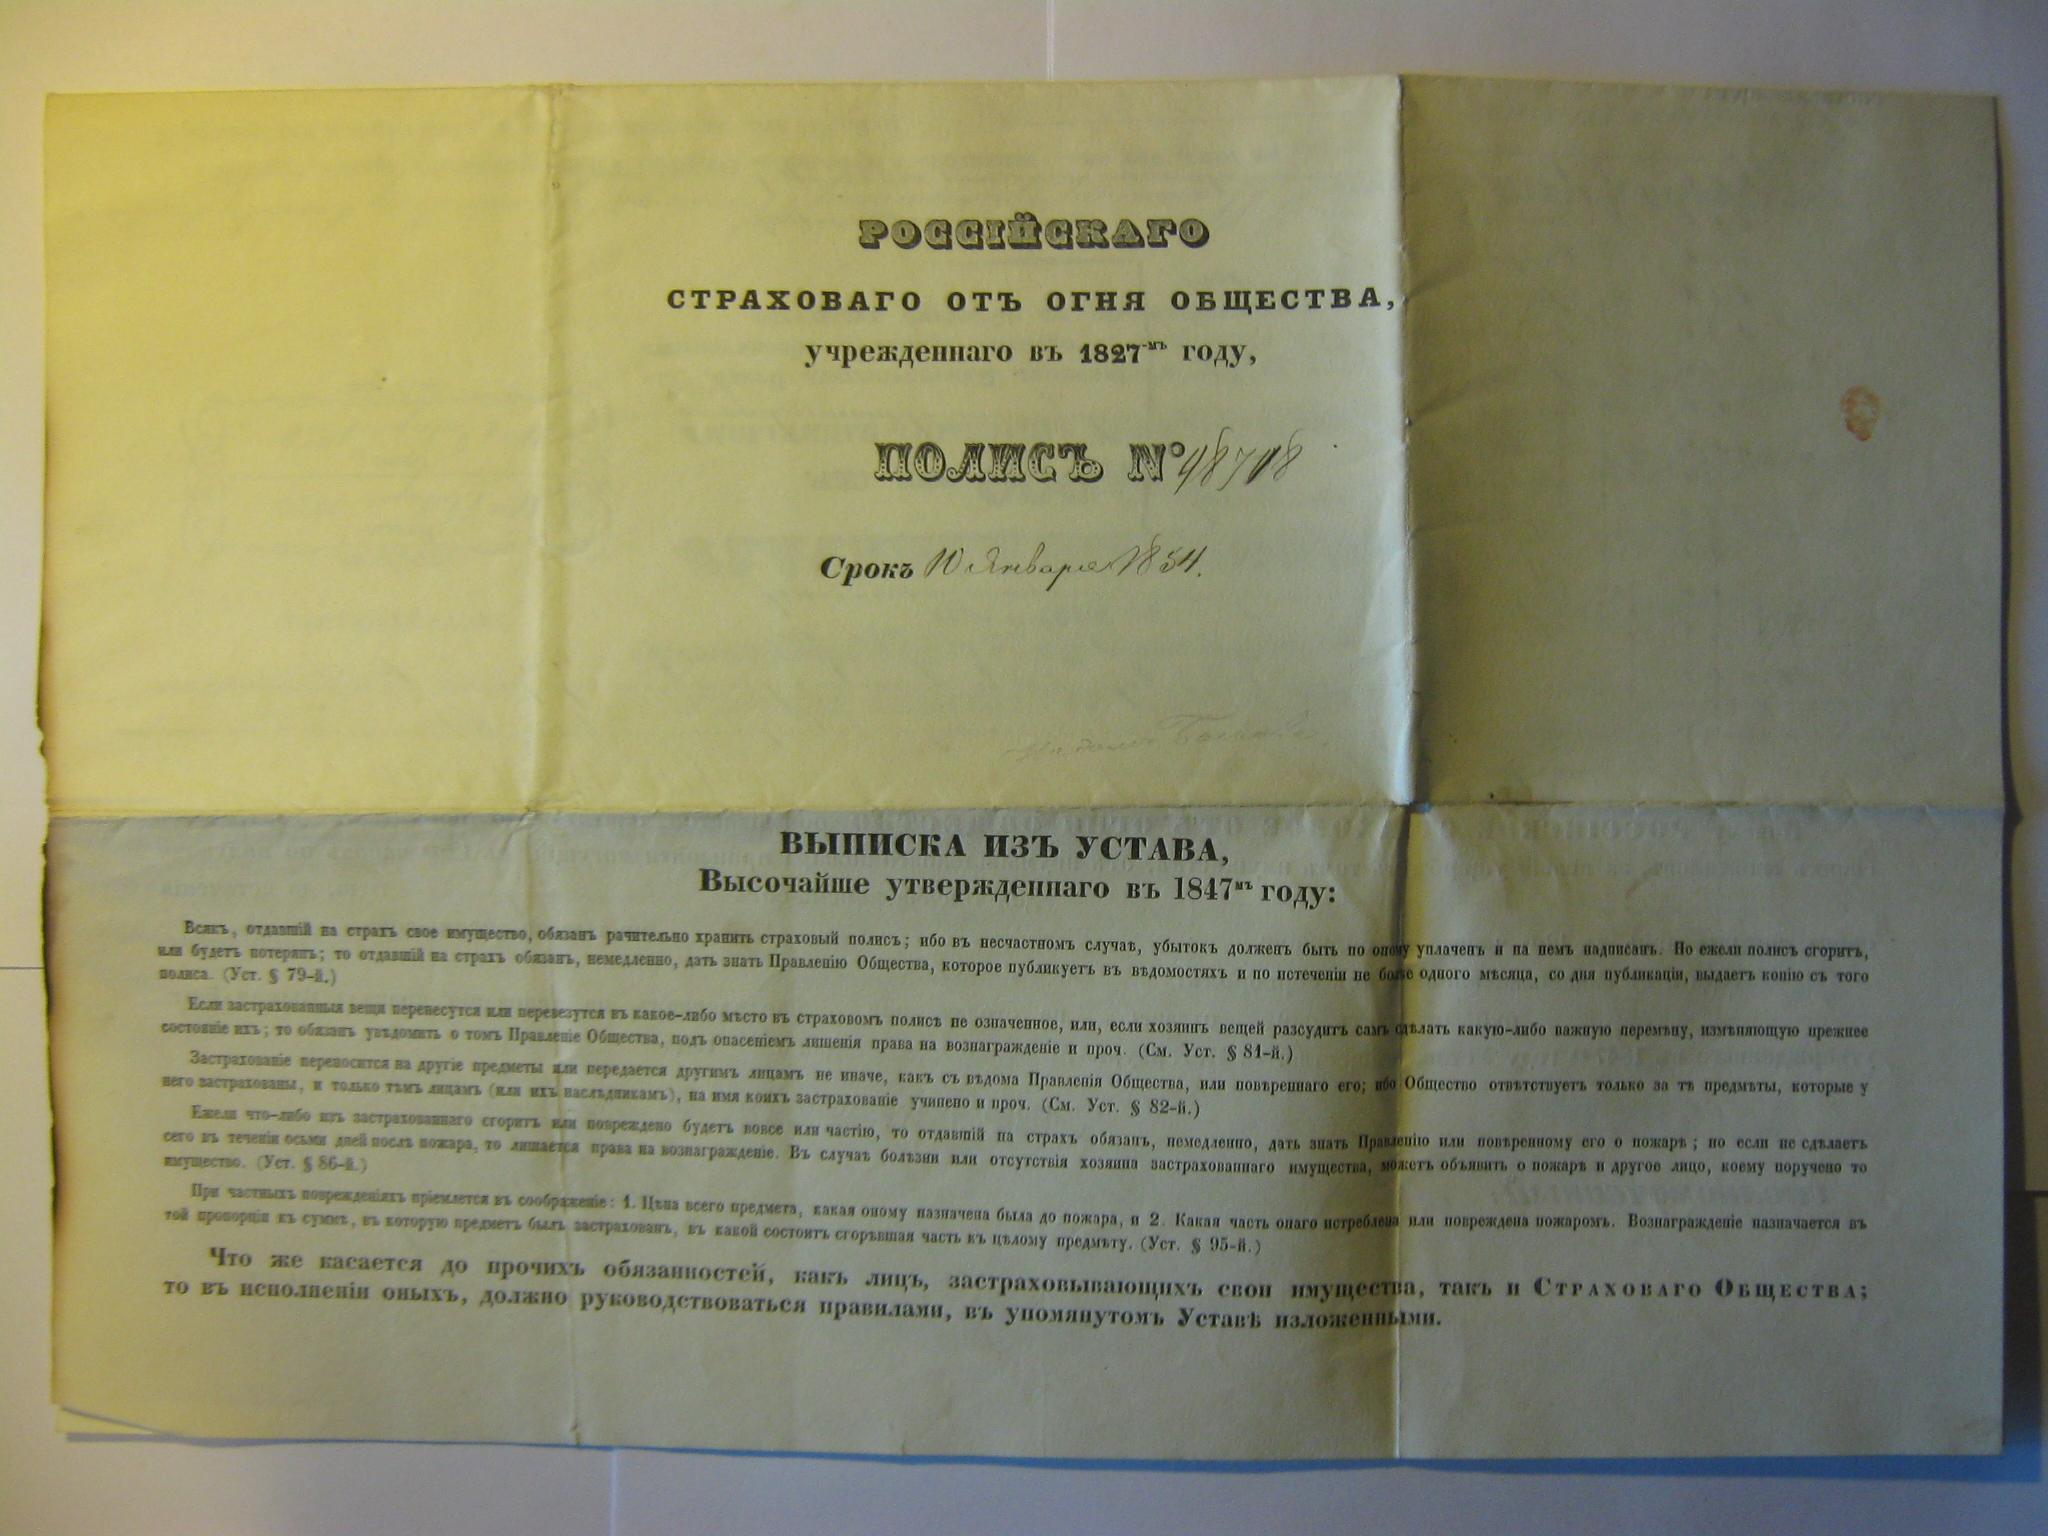 РОССІЙСКАГО
СТРАХОВАГО ОТЪ ОГНЯ ОБЩЕСТВА,
учрежденнаго въ 1827-мъ году,
ПОЛИСЪ №
Срокъ 10 Января 1854.
ВЫПИСКА ИЗЪ УСТАВА,
Высочайше утвержденнаго въ 1847мъ году:
Всякъ, отдавшій на страхъ свое имущество, обязанъ рачительно хранить страховый полисъ; ибо въ несчастномъ случаѣ, убытокъ долженъ быть по оному уплаченъ и на немъ надписанъ. Но ежели полисъ сгоритъ,
или будетъ потерянъ; то отдавшій на страхъ обязанъ, немедленно, дать знать Правленію Общества, которое публикуетъ въ вѣдомостяхъ и по истеченіи не болѣе одного мѣсяца, со дня публикаціи, выдаетъ копію съ того
полиса. (Уст. § 79-й.)
Если застрахованныя вещи перенесутся или перевезутся въ какое-либо мѣсто въ страховомъ полисѣ не означенное, или, если хозяинъ вещей разсудитъ самъ сдѣлать какую-либо важную перемѣну, измѣняющую прежнее
состояніе ихъ; то обязанъ увѣдомить о томъ Правленіе Общества, подъ опасеніемъ лишенія права на вознагражденіе и проч. (См. Уст. § 81-й.)
Застрахованіе переносится на другіе предметы или передается другимъ лицамъ не иначе, какъ съ вѣдома Правленія Общества, или повѣреннаго его; ибо Общество отвѣтствуетъ только за тѣ предметы, которые у
него застрахованы, и только тѣмъ лицамъ (или ихъ наслѣдникамъ), на имя коихъ застрахованіе учинено и проч. (См. Уст. § 82-й.)
Ежели что-либо изъ застрахованнаго сгоритъ или повреждено будетъ вовсе или частію, то отдавшій на страхъ обязанъ, немедленно, дать знать Правленію или повѣренному его о пожарѣ; но если не сдѣлаетъ
сего въ теченіи осьми дней послѣ пожара, то лишается права на вознагражденіе. Въ случаѣ болѣзни или отсутствія хозяина застрахованнаго имущества, можетъ объявить о пожарѣ и другое лицо, коему поручено то
имущество. (Уст. § 86-й.)
При частныхъ поврежденіяхъ пріемлется въ соображеніе: 1. Цѣна всего предмета, какая оному назначена была до пожара, и 2. Какая часть онаго истреблена или повреждена пожаромъ. Вознагражденіе назначается въ
той пропорціи къ суммѣ, въ которую предметъ былъ застрахованъ, въ какой состоитъ сгорѣвшая часть къ цѣлому предмѣту. (Уст. § 95-й.)
Что же касается до прочихъ обязанностей, какъ лицъ, застраховывающихъ свои имущества, такъ и СТРАХОВАГО ОБЩЕСТВА;
то въ исполненіи оныхъ, должно руководствоваться правилами, въ упомянутомъ Уставѣ изложенными.